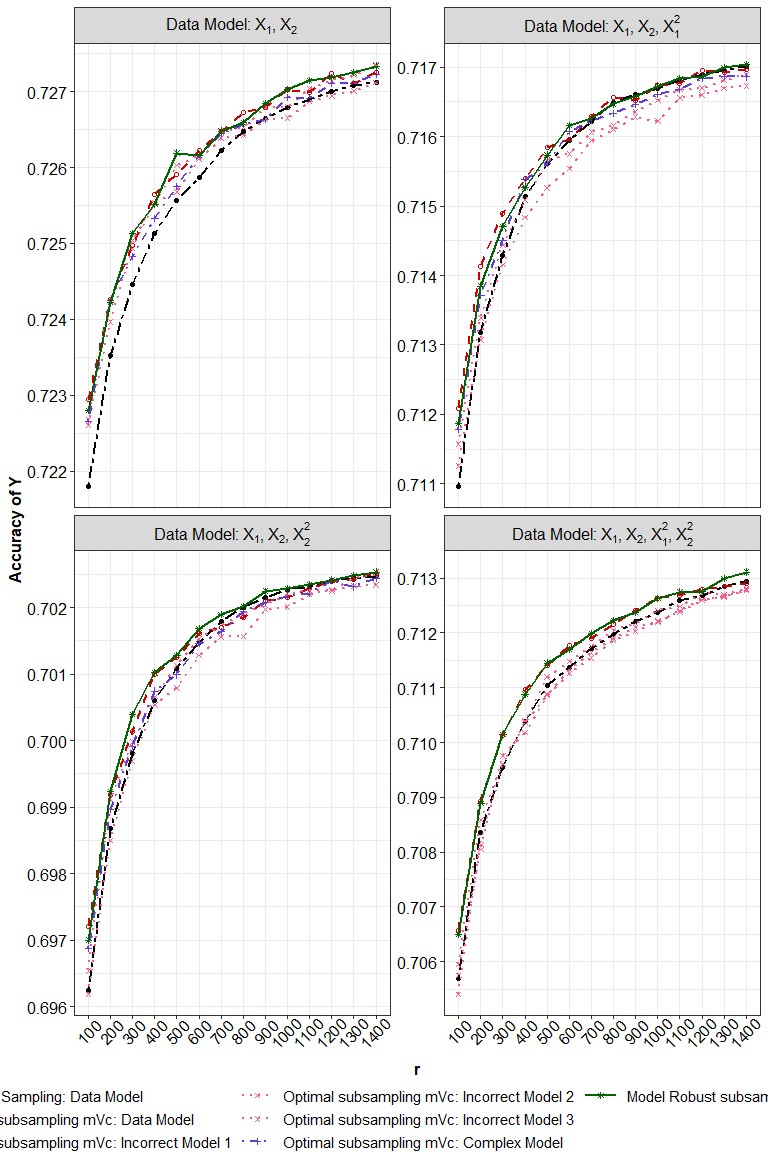 Data Model: X1, X2
Data Model: X1, X2, X1^2
0.727
0.726
0.725
0.724
0.723
0.722
0.717
0.716
0.715
0.714
0.713
0.712
0.711
Accuracy of Y
Data Model: X1, X2, X2^2
Data Model: X1, X2, X1^2, X2^2
0.702
0.701
0.700
0.699
0.698
0.697
0.696
0.713
0.712
0.711
0.710
0.709
0.708
0.707
0.706
100 200 300 400 500 600 700 800 900 1000 1100 1200 1300 1400
100 200 300 400 500 600 700 800 900 1000 1100 1200 1300 1400
r
Sampling: Data Model
subsampling mVc: Data Model
subsampling mVc: Incorrect Model 1
Optimal subsampling mVc: Incorrect Model 2
Optimal subsampling mVc: Incorrect Model 3
Optimal subsampling mVc: Complex Model
Model Robust subsam